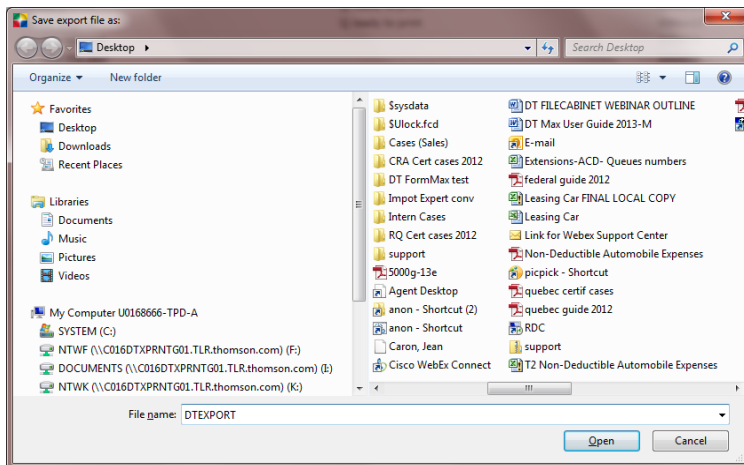 Save export file as:
Desktop
Search Desktop
Organize
New folder
Favorites
Desktop
Downloads
Recent Places
Libraries
Documents
Music
Pictures
Videos
My Computer U0168666-TPD-A
SYSTEM (C:)
NTWF (\\C016DTXPRNTG01.TLR.thomson.com) (F:)
DOCUMENTS (\\C016DTXPRNTG01.TLR.thomson.com) (I:)
NTWK (\\C016DTXPRNTG01.TLR.thomson.com) (K:)
$sysdata
$Ulock.fcd
Cases (Sales)
CRA Cert cases 2012
DT FormMax test
Impot Expert conv
Intern Cases
RQ Cert cases 2012
support
5000g-13e
Agent Desktop
anon - Shortcut (2)
anon - Shortcut
Caron, Jean
Cisco WebEx Connect
DT FILECABINET WEBINAR OUTLINE
DT Max User Guide 2013-M
E-mail
Extensions-ACD- Queues numbers
federal guide 2012
Leasing Car FINAL LOCAL COPY
Leasing Car
Link for Webex Support Center
Non-Deductible Automobile Expenses
picpick - Shortcut
quebec certif cases
quebec guide 2012
RDC
support
T2 Non-Deductible Automobile Expenses
File name: DTEXPORT
Open
Cancel